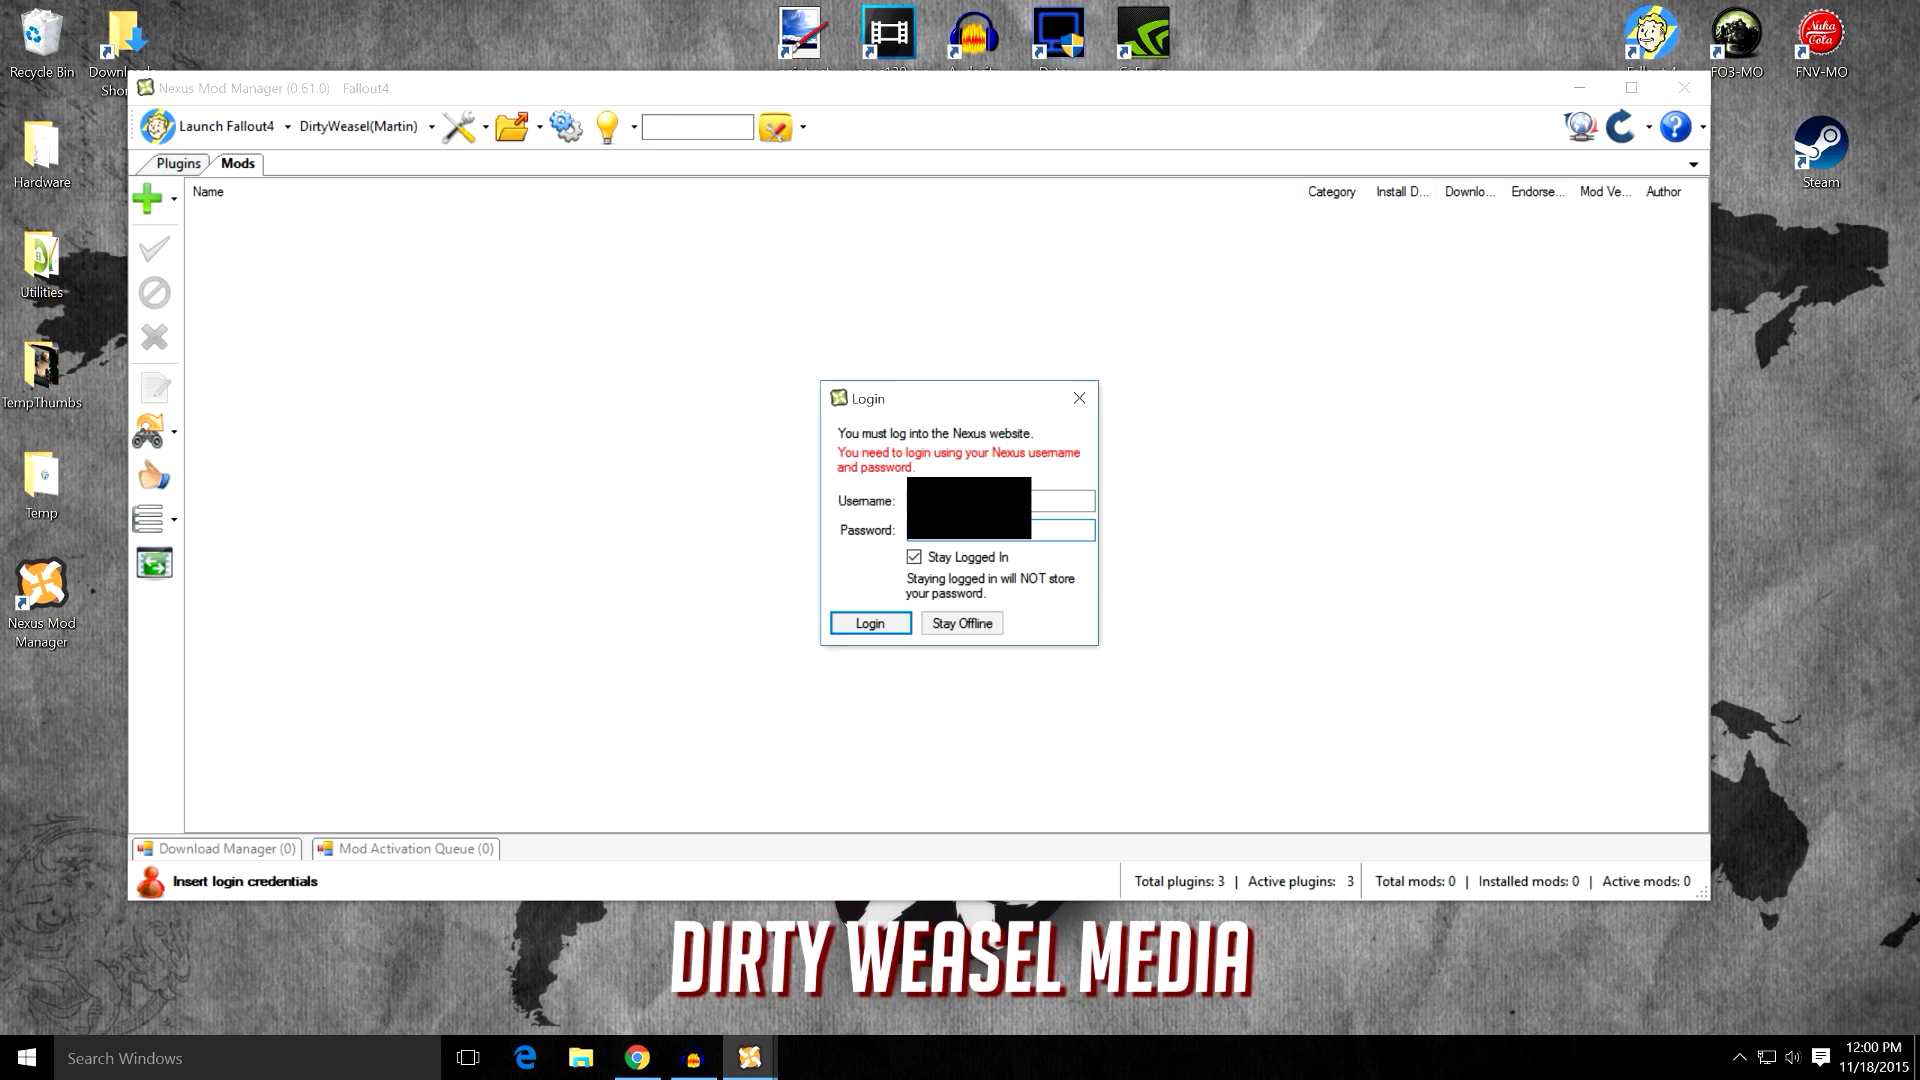 Recycle Bin
Downl
Shor
FO3-MO
FNV-MO
Nuka
Cola
Nexus Mod Manager (0.61.0) - Fallout4
Launch Fallout4
DirtyWeasel(Martin)
Plugins
Mods
Hardware
Steam
Name
Category
Install D...
Downlo...
Endorse...
Mod Ve...
Author
Utilities
TempThumbs
Temp
Nexus Mod
Manager
Login
You must log into the Nexus website.
You need to login using your Nexus username
and password.
Username:
Password:
Stay Logged In
Staying logged in will NOT store
your password.
Login
Stay Offline
Download Manager (0)
Mod Activation Queue (0)
Insert login credentials
Total plugins: 3 | Active plugins: 3
Total mods: 0 | Installed mods: 0 | Active mods: 0
DIRTY WEASEL MEDIA
Search Windows
12:00 PM
11/18/2015